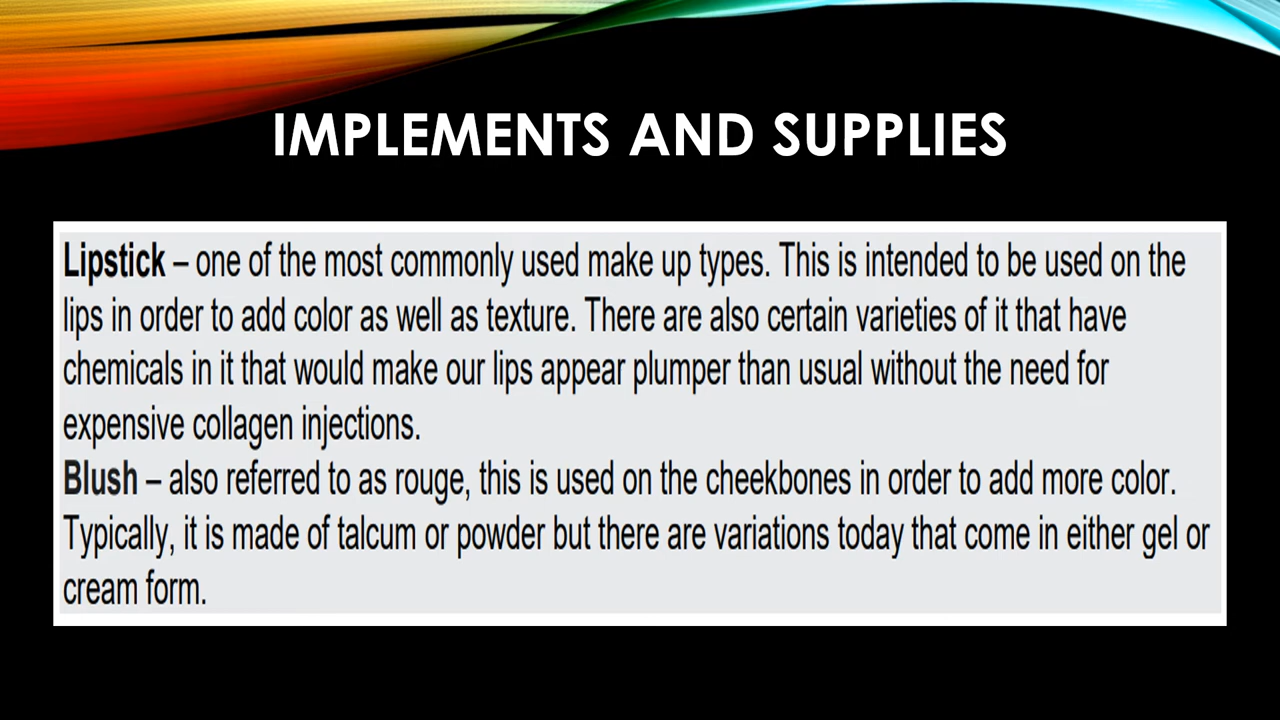 IMPLEMENTS AND SUPPLIES
Lipstick – one of the most commonly used make up types. This is intended to be used on the
lips in order to add color as well as texture. There are also certain varieties of it that have
chemicals in it that would make our lips appear plumper than usual without the need for
expensive collagen injections.
Blush – also referred to as rouge, this is used on the cheekbones in order to add more color.
Typically, it is made of talcum or powder but there are variations today that come in either gel or
cream form.